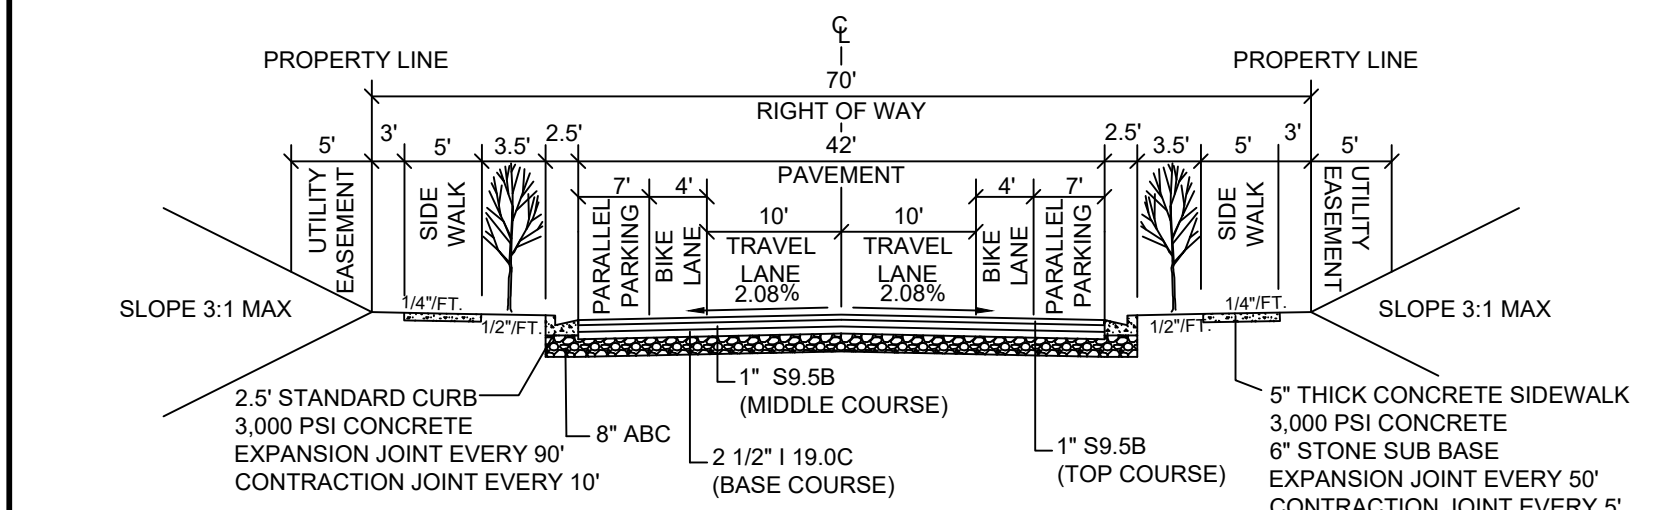 ℄
PROPERTY LINE
PROPERTY LINE
70'
RIGHT OF WAY
5'
3'
5'
3.5'
2.5'
42'
2.5'
3.5'
5'
3'
5'
PAVEMENT
7'
4'
4'
7'
10'
10'
UTILITY
EASEMENT
SIDE
WALK
PARALLEL
PARKING
BIKE
LANE
TRAVEL
LANE
2.08%
TRAVEL
LANE
2.08%
BIKE
LANE
PARALLEL
PARKING
SIDE
WALK
UTILITY
EASEMENT
SLOPE 3:1 MAX
1/4"/FT.
1/2"/FT.
1/2"/FT.
1/4"/FT.
SLOPE 3:1 MAX
2.5' STANDARD CURB
3,000 PSI CONCRETE
EXPANSION JOINT EVERY 90'
CONTRACTION JOINT EVERY 10'
8" ABC
1" S9.5B
(MIDDLE COURSE)
2 1/2" I 19.0C
(BASE COURSE)
1" S9.5B
(TOP COURSE)
5" THICK CONCRETE SIDEWALK
3,000 PSI CONCRETE
6" STONE SUB BASE
EXPANSION JOINT EVERY 50'
CONTRACTION JOINT EVERY 5'